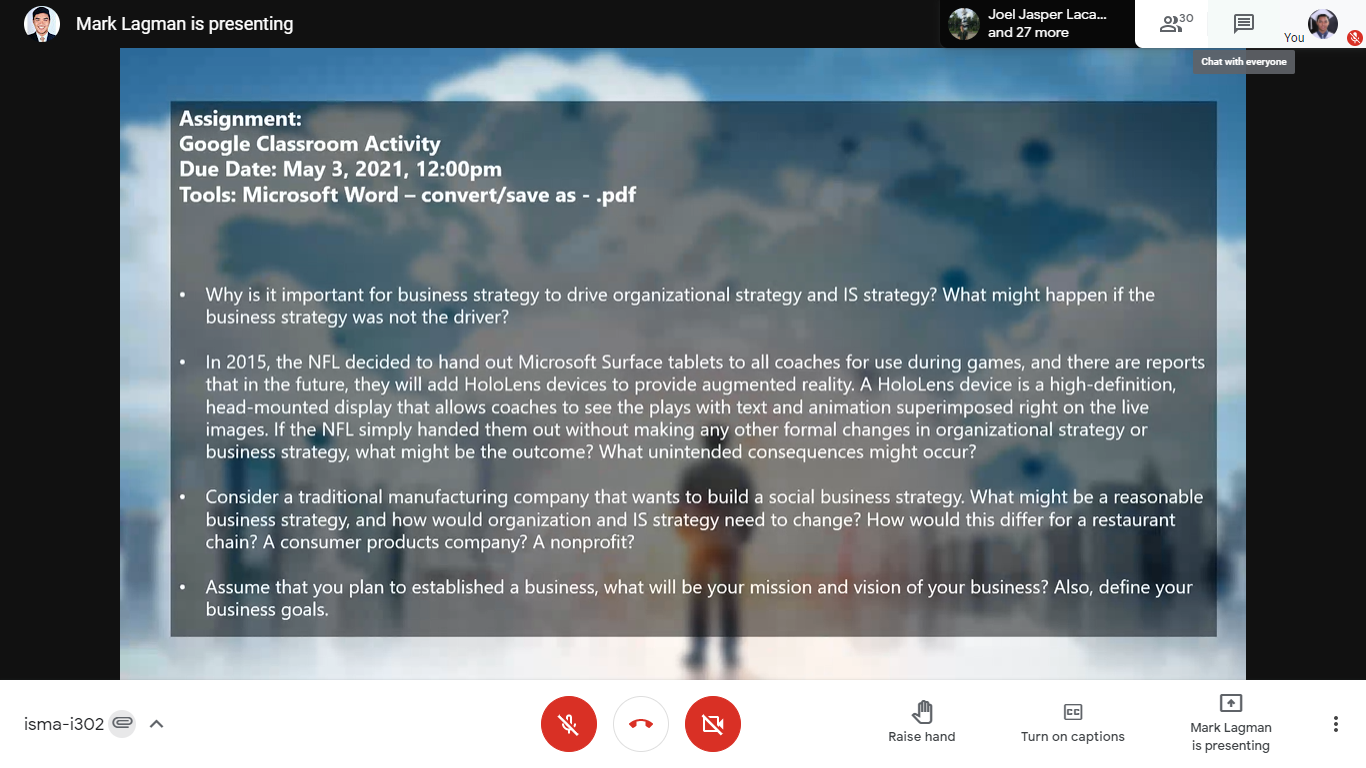 Mark Lagman is presenting
Joel Jasper Laca...
and 27 more
30
You
Chat with everyone
Assignment:
Google Classroom Activity
Due Date: May 3, 2021, 12:00pm
Tools: Microsoft Word – convert/save as - .pdf
• Why is it important for business strategy to drive organizational strategy and IS strategy? What might happen if the
business strategy was not the driver?
• In 2015, the NFL decided to hand out Microsoft Surface tablets to all coaches for use during games, and there are reports
that in the future, they will add HoloLens devices to provide augmented reality. A HoloLens device is a high-definition,
head-mounted display that allows coaches to see the plays with text and animation superimposed right on the live
images. If the NFL simply handed them out without making any other formal changes in organizational strategy or
business strategy, what might be the outcome? What unintended consequences might occur?
• Consider a traditional manufacturing company that wants to build a social business strategy. What might be a reasonable
business strategy, and how would organization and IS strategy need to change? How would this differ for a restaurant
chain? A consumer products company? A nonprofit?
• Assume that you plan to established a business, what will be your mission and vision of your business? Also, define your
business goals.
isma-i302
Raise hand
CC
Turn on captions
Mark Lagman
is presenting